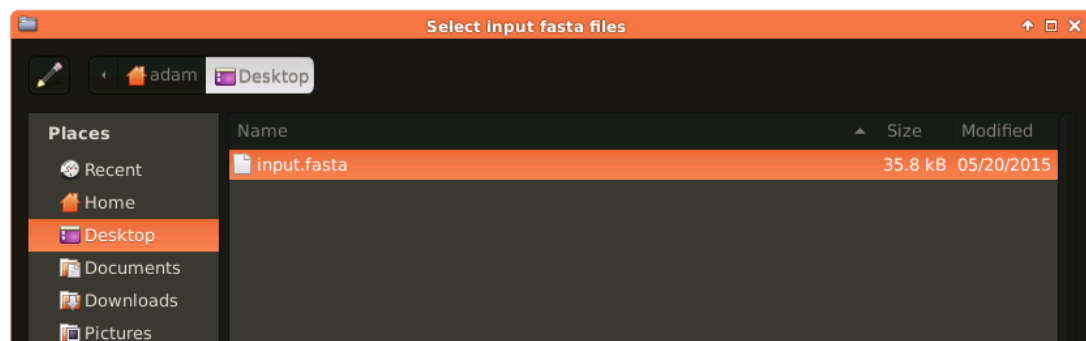 Select input fasta files
adam Desktop
Places
Name Size Modified
Recent
input.fasta 35.8 kB 05/20/2015
Home
Desktop
Documents
Downloads
Pictures